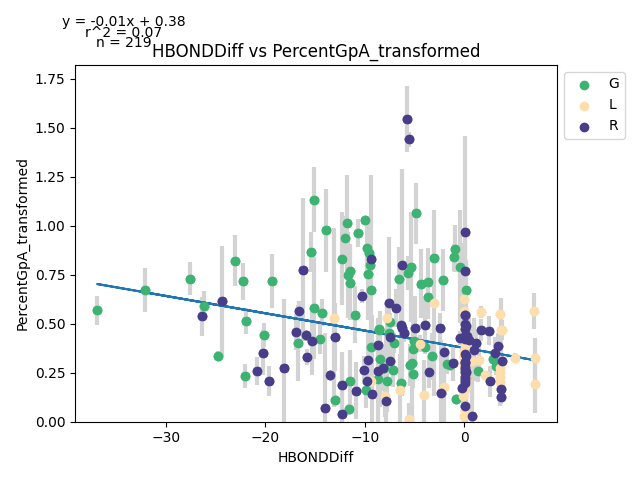 y = -0.01x + 0.38
r^2 = 0.07
n = 219
HBONDDiff vs PercentGpA_transformed
G
L
R
PercentGpA_transformed
1.75
1.50
1.25
1.00
0.75
0.50
0.25
0.00
−30
−20
−10
0
HBONDDiff